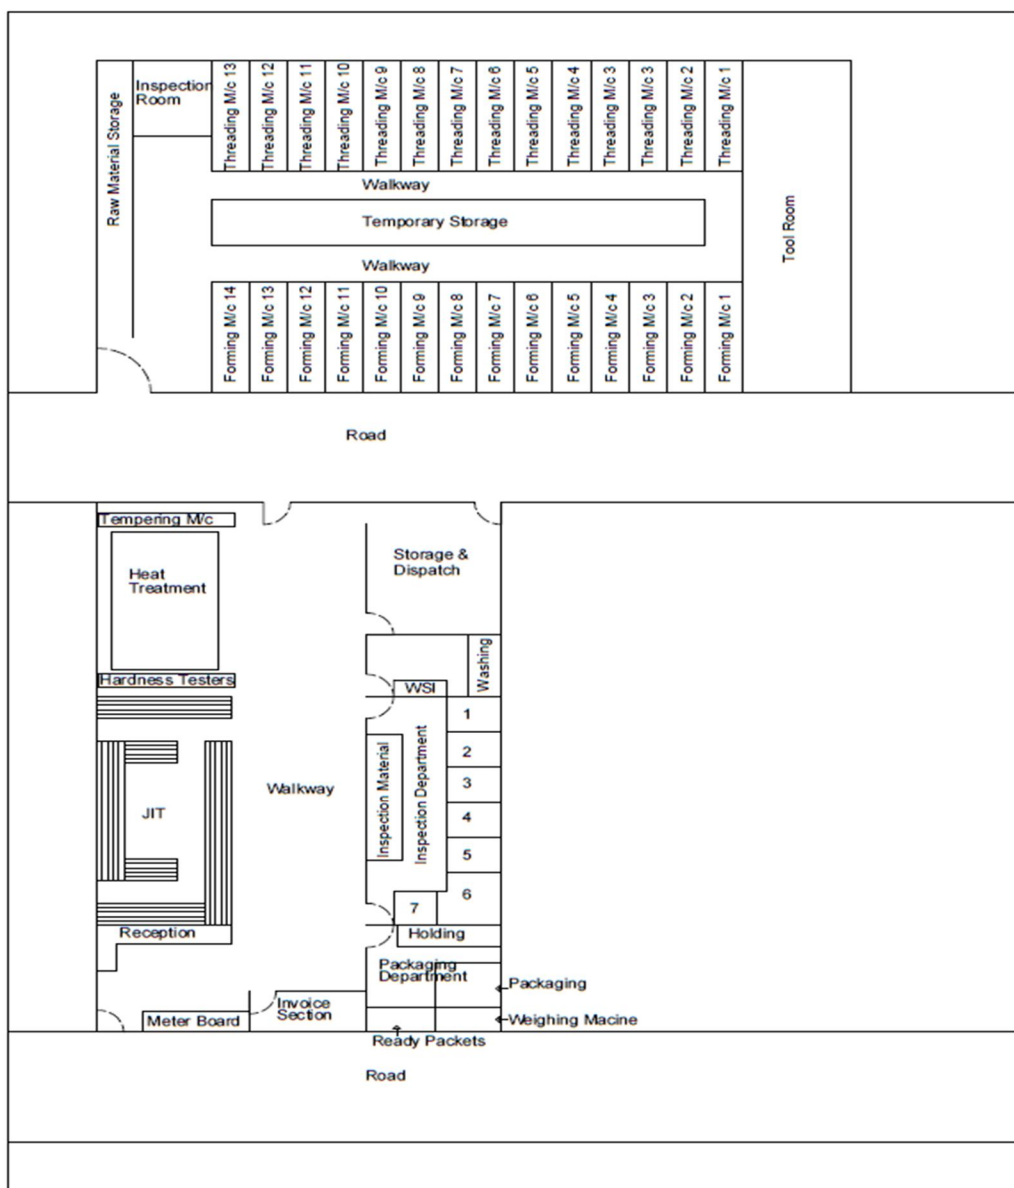 Raw Material Storage
Inspection
Room
Threading M/c 13
Threading M/c 12
Threading M/c 11
Threading M/c 10
Threading M/c 9
Threading M/c 8
Threading M/c 7
Threading M/c 6
Threading M/c 5
Threading M/c 4
Threading M/c 3
Threading M/c 3
Threading M/c 2
Threading M/c 1
Walkway
Temporary Storage
Tool Room
Walkway
Forming M/c 14
Forming M/c 13
Forming M/c 12
Forming M/c 11
Forming M/c 10
Forming M/c 9
Forming M/c 8
Forming M/c 7
Forming M/c 6
Forming M/c 5
Forming M/c 4
Forming M/c 3
Forming M/c 2
Forming M/c 1
Road
Tempering M/c
Heat
Treatment
Storage &
Dispatch
Washing
Hardness Testers
WSI
1
2
3
4
5
6
7
Inspection Material
Inspection Department
Walkway
JIT
Reception
Holding
Packaging
Department
Packaging
Invoice
Section
Meter Board
Weighing Macine
Ready Packets
Road